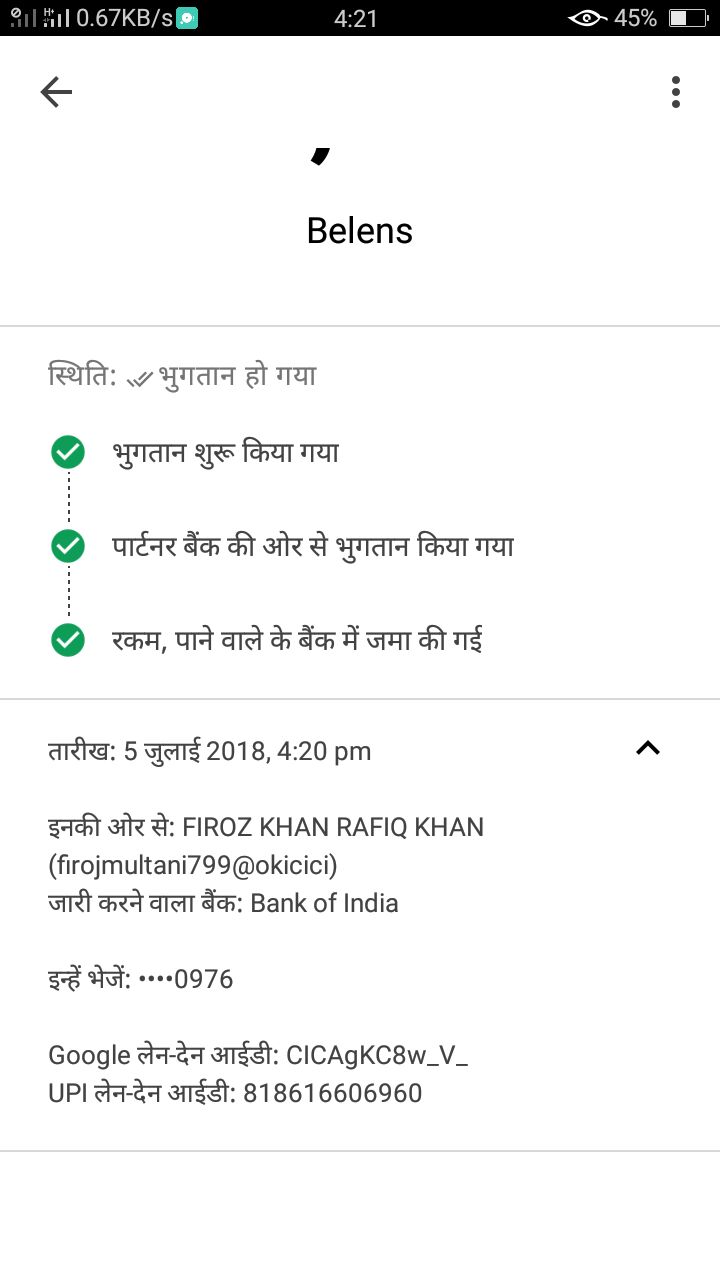 0.67KB/s 4:21 45%
Belens
स्थिति: भुगतान हो गया
भुगतान शुरू किया गया
पार्टनर बैंक की ओर से भुगतान किया गया
रकम, पाने वाले के बैंक में जमा की गई
तारीख: 5 जुलाई 2018, 4:20 pm
इनकी ओर से: FIROZ KHAN RAFIQ KHAN
(firojmultani799@okicici)
जारी करने वाला बैंक: Bank of India
इन्हें भेजें: ••••0976
Google लेन-देन आईडी: CICAgKC8w_V_
UPI लेन-देन आईडी: 818616606960